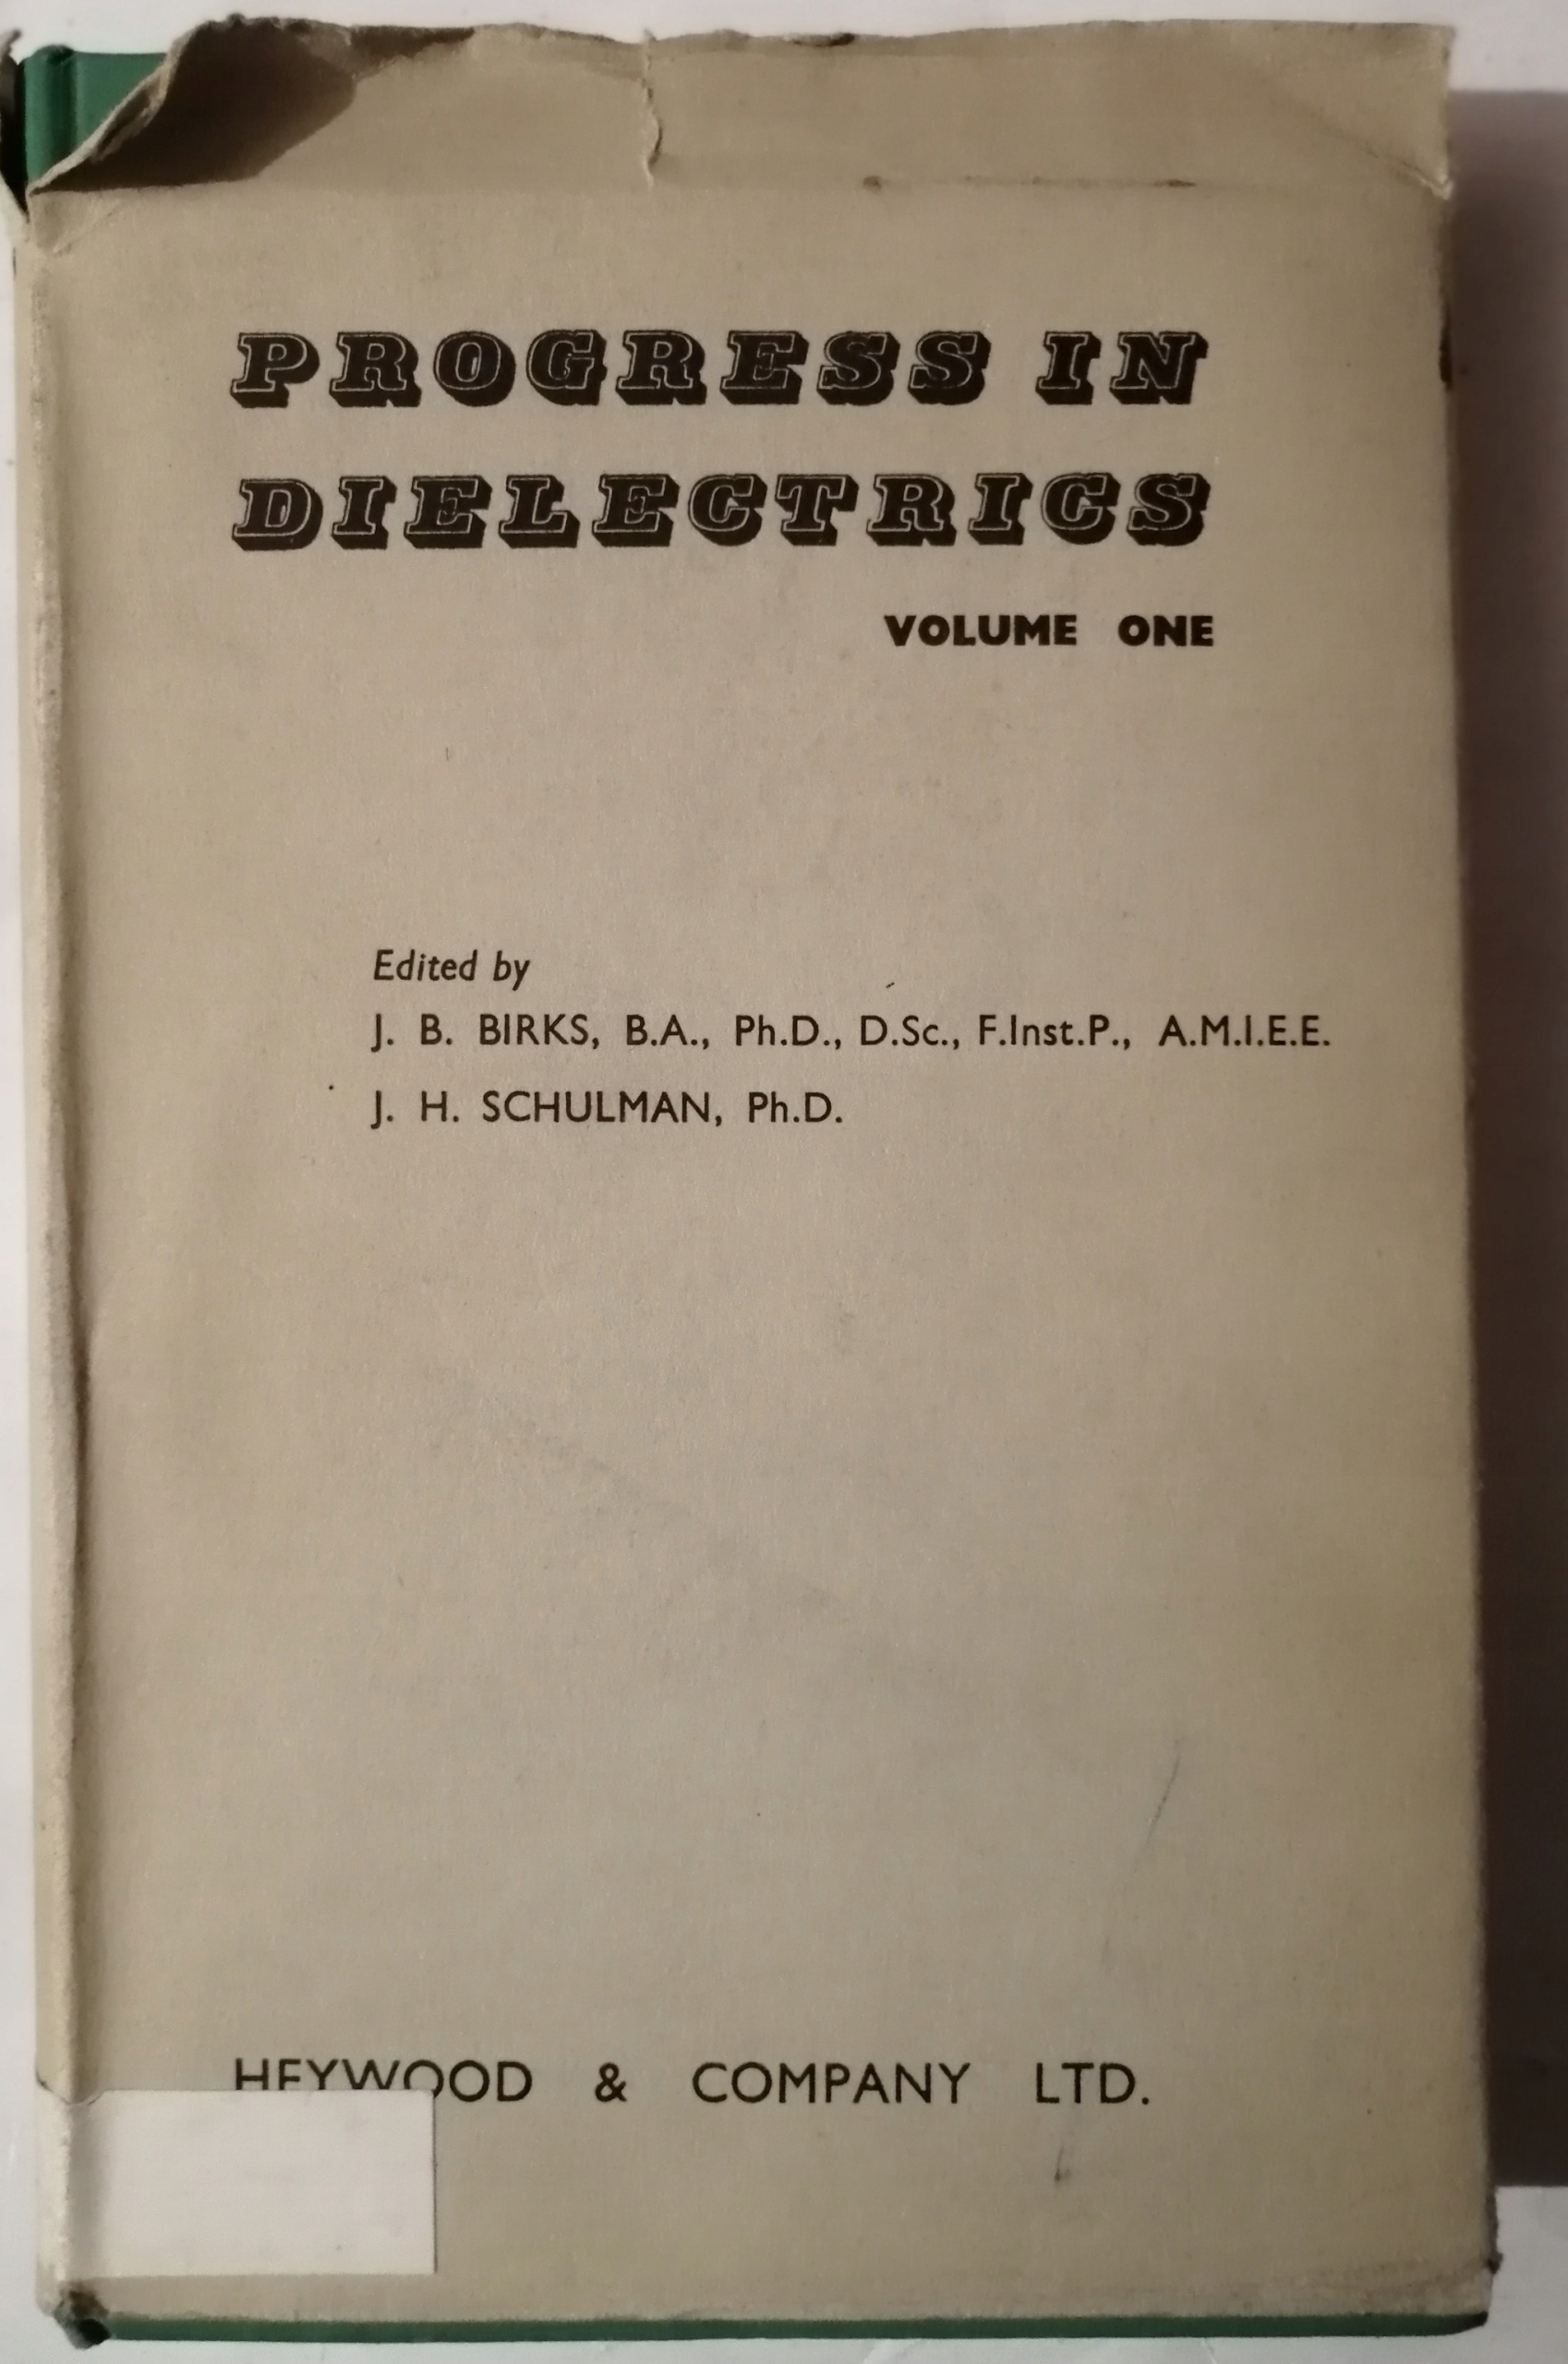 PROGRESS IN
DIELECTRICS
VOLUME ONE
Edited by
J. B. BIRKS, B.A., Ph.D., D.Sc., F.Inst.P., A.M.I.E.E.
J. H. SCHULMAN, Ph.D.
HEYWOOD & COMPANY LTD.